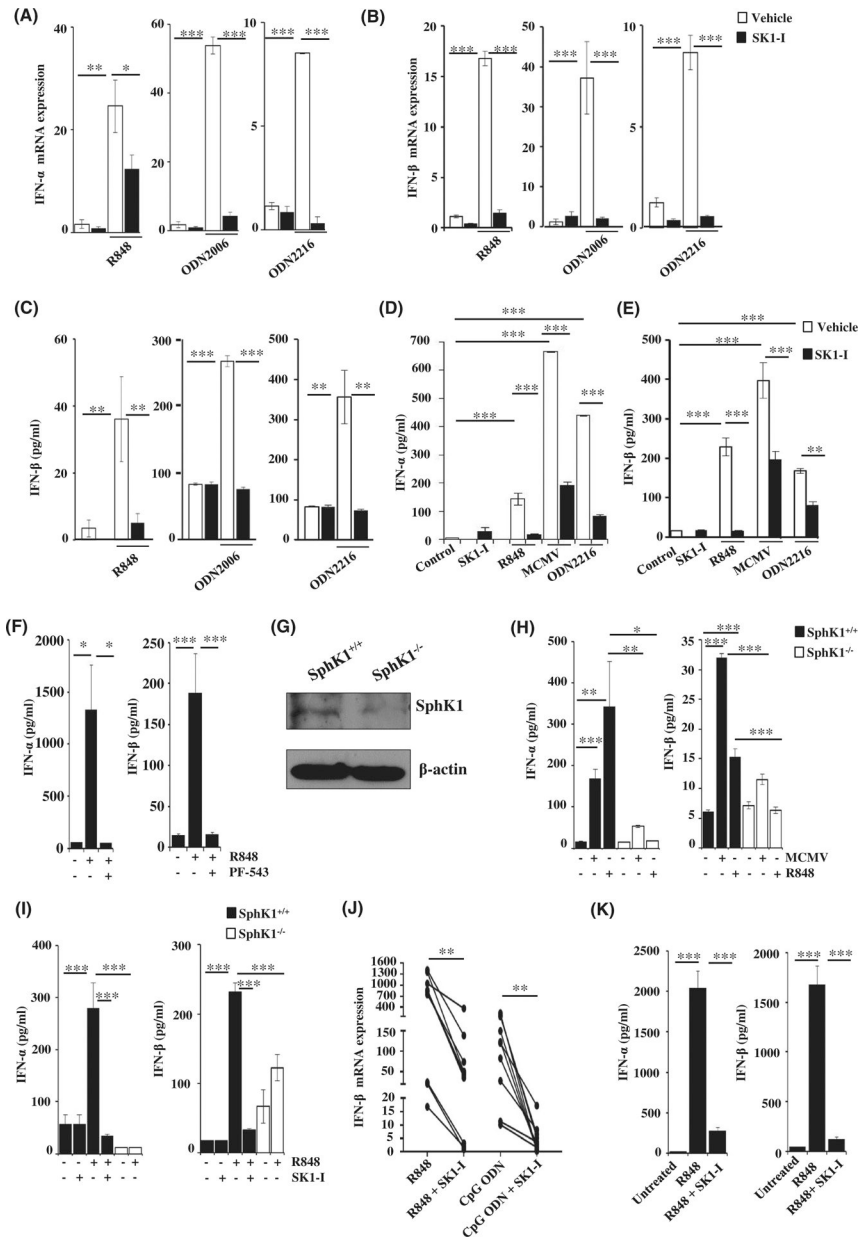 (A)
IFN-α mRNA expression
40
20
0
**
*
R848
60
40
20
0
***
***
ODN2006
10
5
0
***
***
ODN2216
(B)
Vehicle
SK1-I
IFN-β mRNA expression
20
15
10
5
0
***
***
R848
50
40
30
20
10
0
***
***
ODN2006
10
5
0
***
***
ODN2216
(C)
IFN-β (pg/ml)
60
40
20
0
**
**
R848
300
200
100
0
***
***
ODN2006
400
300
200
100
0
**
**
ODN2216
(D)
IFN-α (pg/ml)
700
600
500
400
300
200
100
0
***
***
***
***
***
***
Control
SK1-I
R848
MCMV
ODN2216
(E)
Vehicle
SK1-I
IFN-β (pg/ml)
500
400
300
200
100
0
***
***
***
***
***
**
Control
SK1-I
R848
MCMV
ODN2216
(F)
IFN-α (pg/ml)
2000
1500
1000
500
0
*
*
- + +
- - +
IFN-β (pg/ml)
250
200
150
100
50
0
***
***
- + + R848
- - + PF-543
(G)
SphK1+/+
SphK1-/-
SphK1
β-actin
(H)
SphK1+/+
SphK1-/-
IFN-α (pg/ml)
500
400
300
200
100
0
*
**
**
***
- + - - + -
- - + - - +
IFN-β (pg/ml)
35
30
25
20
15
10
5
0
***
***
***
***
***
- + - - + - MCMV
- - + - - + R848
(I)
SphK1+/+
SphK1-/-
IFN-α (pg/ml)
400
300
200
100
0
***
***
***
- - + + - +
- + - + - -
IFN-β (pg/ml)
300
200
100
0
***
***
***
- - + + - + R848
- + - + - - SK1-I
(J)
IFN-β mRNA expression
1600
1300
1000
700
400
150
100
50
20
10
0
**
**
R848
R848 + SK1-I
CpG ODN
CpG ODN + SK1-I
(K)
IFN-α (pg/ml)
2500
2000
1500
1000
500
0
***
***
Untreated
R848
R848 + SK1-I
IFN-β (pg/ml)
2000
1500
1000
500
0
***
***
Untreated
R848
R848+ SK1-I